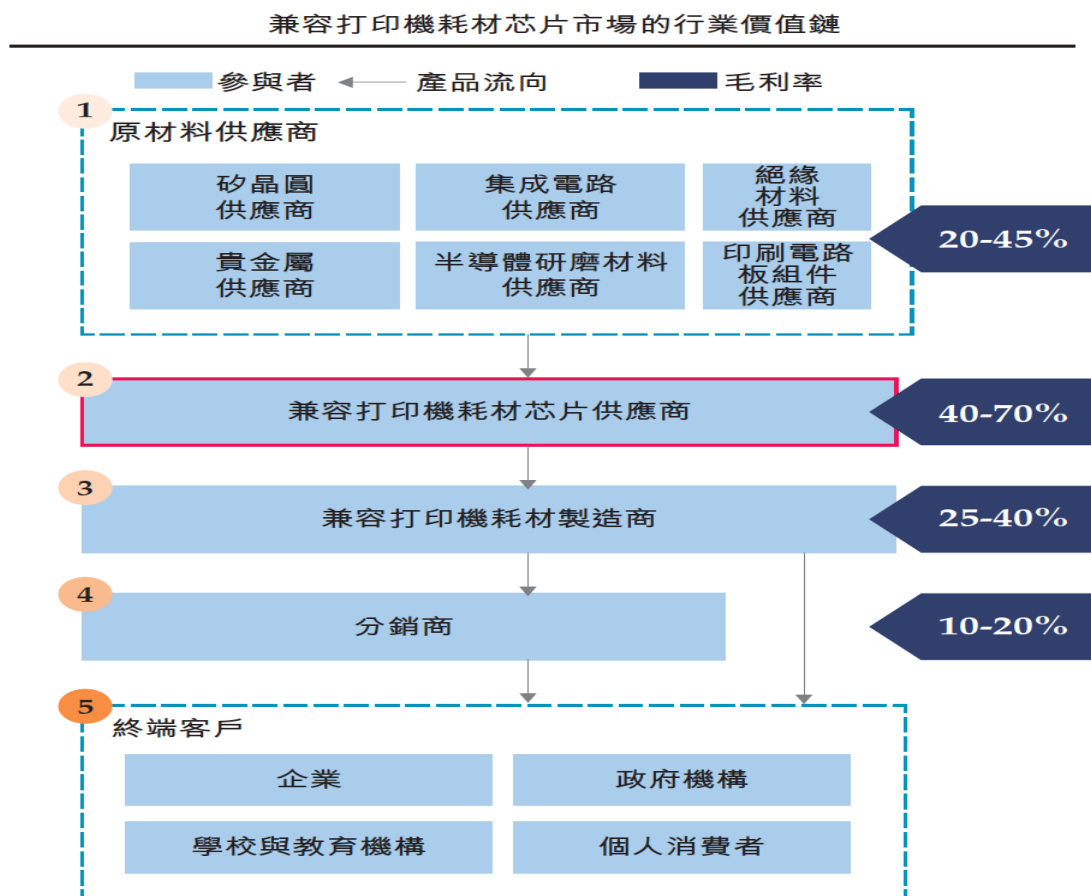 兼容打印機耗材芯片市場的行業價值鏈
參與者
產品流向
毛利率
1
原材料供應商
矽晶圓
供應商
集成電路
供應商
絕緣
材料
供應商
貴金屬
供應商
半導體研磨材料
供應商
印刷電路
板組件
供應商
20-45%
2
兼容打印機耗材芯片供應商
40-70%
3
兼容打印機耗材製造商
25-40%
4
分銷商
10-20%
5
終端客戶
企業
政府機構
學校與教育機構
個人消費者